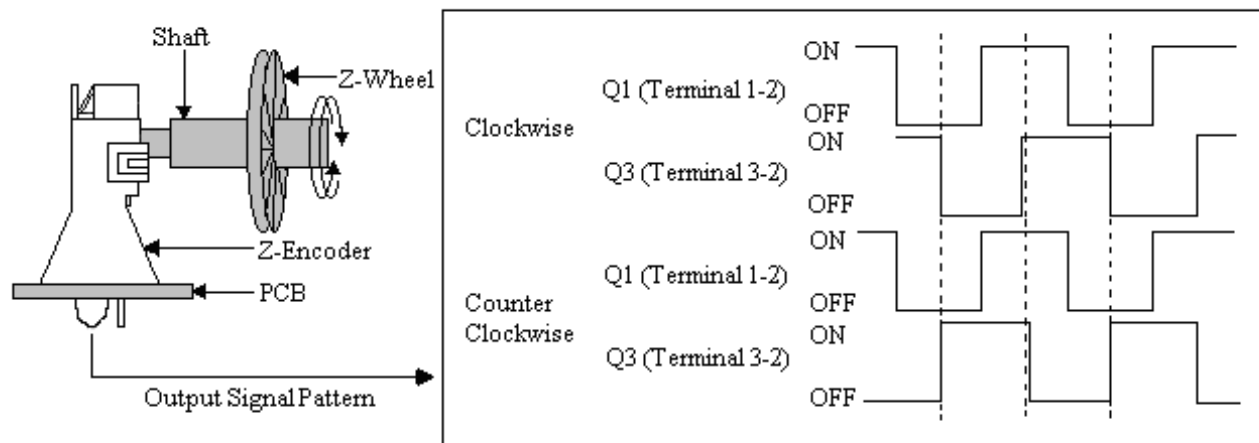 Shaft
Z-Wheel
Z-Encoder
PCB
Output Signal Pattern
Clockwise
Q1 (Terminal 1-2)
ON
OFF
Q3 (Terminal 3-2)
ON
OFF
Counter
Clockwise
Q1 (Terminal 1-2)
ON
OFF
Q3 (Terminal 3-2)
ON
OFF